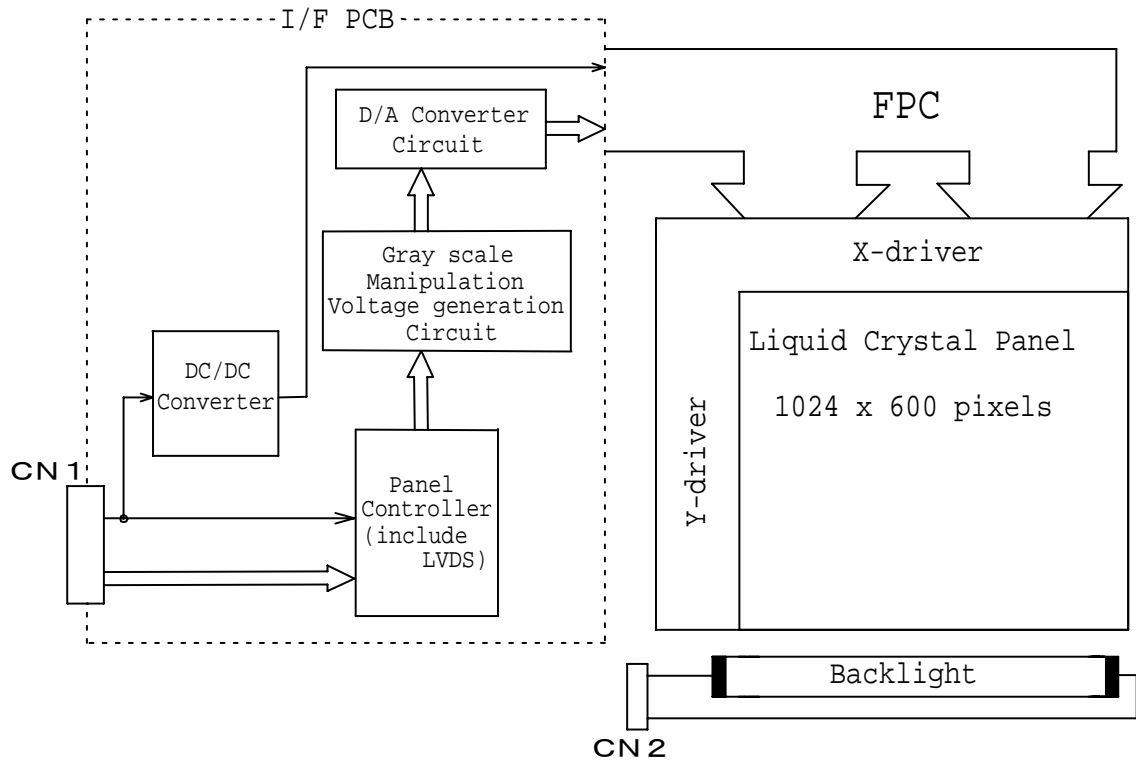 I/F PCB
D/A Converter
Circuit
FPC
Gray scale
Manipulation
Voltage generation
Circuit
X-driver
DC/DC
Converter
Liquid Crystal Panel
1024 x 600 pixels
Y-driver
CN 1
Panel
Controller
(include
LVDS)
Backlight
CN 2